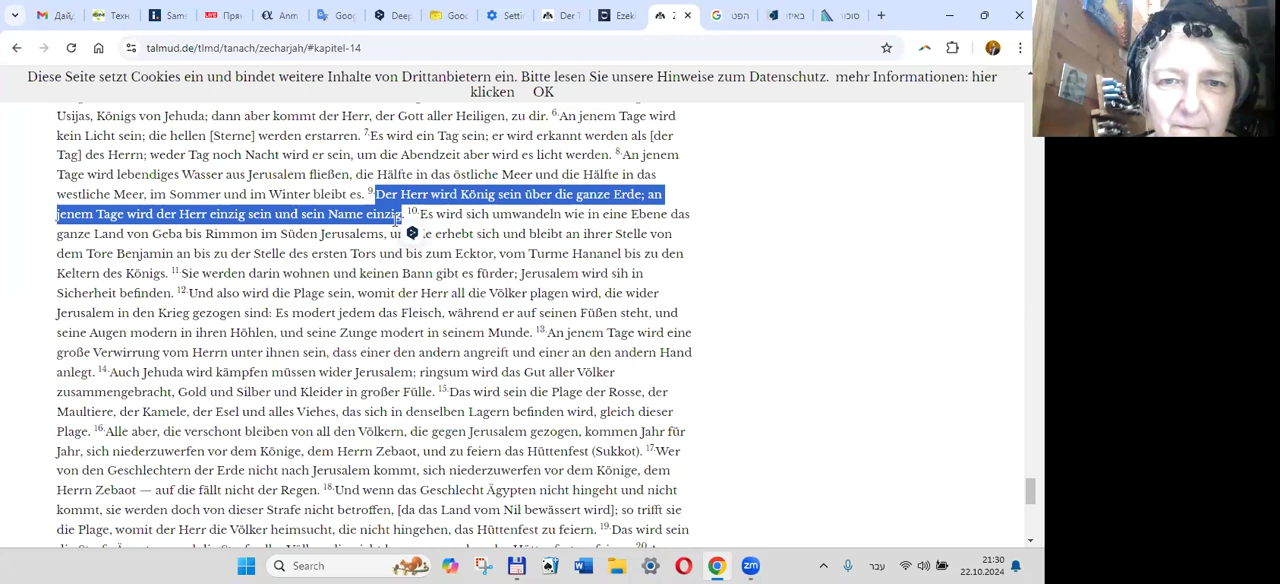 Дай
Техн
Sam
Пря
Anm
Goo
Deep
Goo
Setti
Der
Ezek
הופט
באיזו
סוכו
talmud.de/tlmd/tanach/zecharjah/#kapitel-14
Diese Seite setzt Cookies ein und bindet weitere Inhalte von Drittanbietern ein. Bitte lesen Sie unsere Hinweise zum Datenschutz. mehr Informationen: hier
klicken OK
Usijas, Königs von Jehuda; dann aber kommt der Herr, der Gott aller Heiligen, zu dir. 6 An jenem Tage wird
kein Licht sein; die hellen [Sterne] werden erstarren. 7 Es wird ein Tag sein; er wird erkannt werden als [der
Tag] des Herrn; weder Tag noch Nacht wird er sein, um die Abendzeit aber wird es licht werden. 8 An jenem
Tage wird lebendiges Wasser aus Jerusalem fließen, die Hälfte in das östliche Meer und die Hälfte in das
westliche Meer, im Sommer und im Winter bleibt es. 9 Der Herr wird König sein über die ganze Erde; an
jenem Tage wird der Herr einzig sein und sein Name einzig. 10 Es wird sich umwandeln wie in eine Ebene das
ganze Land von Geba bis Rimmon im Süden Jerusalems, erhebt sich und bleibt an ihrer Stelle von
dem Tore Benjamin an bis zu der Stelle des ersten Tors und bis zum Ecktor, vom Turme Hananel bis zu den
Keltern des Königs. 11 Sie werden darin wohnen und keinen Bann gibt es fürder; Jerusalem wird sih in
Sicherheit befinden. 12 Und also wird die Plage sein, womit der Herr all die Völker plagen wird, die wider
Jerusalem in den Krieg gezogen sind: Es modert jedem das Fleisch, während er auf seinen Füßen steht, und
seine Augen modern in ihren Höhlen, und seine Zunge modert in seinem Munde. 13 An jenem Tage wird eine
große Verwirrung vom Herrn unter ihnen sein, dass einer den andern angreift und einer an den andern Hand
anlegt. 14 Auch Jehuda wird kämpfen müssen wider Jerusalem; ringsum wird das Gut aller Völker
zusammengebracht, Gold und Silber und Kleider in großer Fülle. 15 Das wird sein die Plage der Rosse, der
Maultiere, der Kamele, der Esel und alles Viehes, das sich in denselben Lagern befinden wird, gleich dieser
Plage. 16 Alle aber, die verschont bleiben von all den Völkern, die gegen Jerusalem gezogen, kommen Jahr für
Jahr, sich niederzuwerfen vor dem Könige, dem Herrn Zebaot, und zu feiern das Hüttenfest (Sukkot). 17 Wer
von den Geschlechtern der Erde nicht nach Jerusalem kommt, sich niederzuwerfen vor dem Könige, dem
Herrn Zebaot — auf die fällt nicht der Regen. 18 Und wenn das Geschlecht Ägypten nicht hingeht und nicht
kommt, sie werden doch von dieser Strafe nicht betroffen, [da das Land vom Nil bewässert wird]; so trifft sie
die Plage, womit der Herr die Völker heimsucht, die nicht hingehen, das Hüttenfest zu feiern. 19 Das wird sein
Search
עבר
21:30
22.10.2024